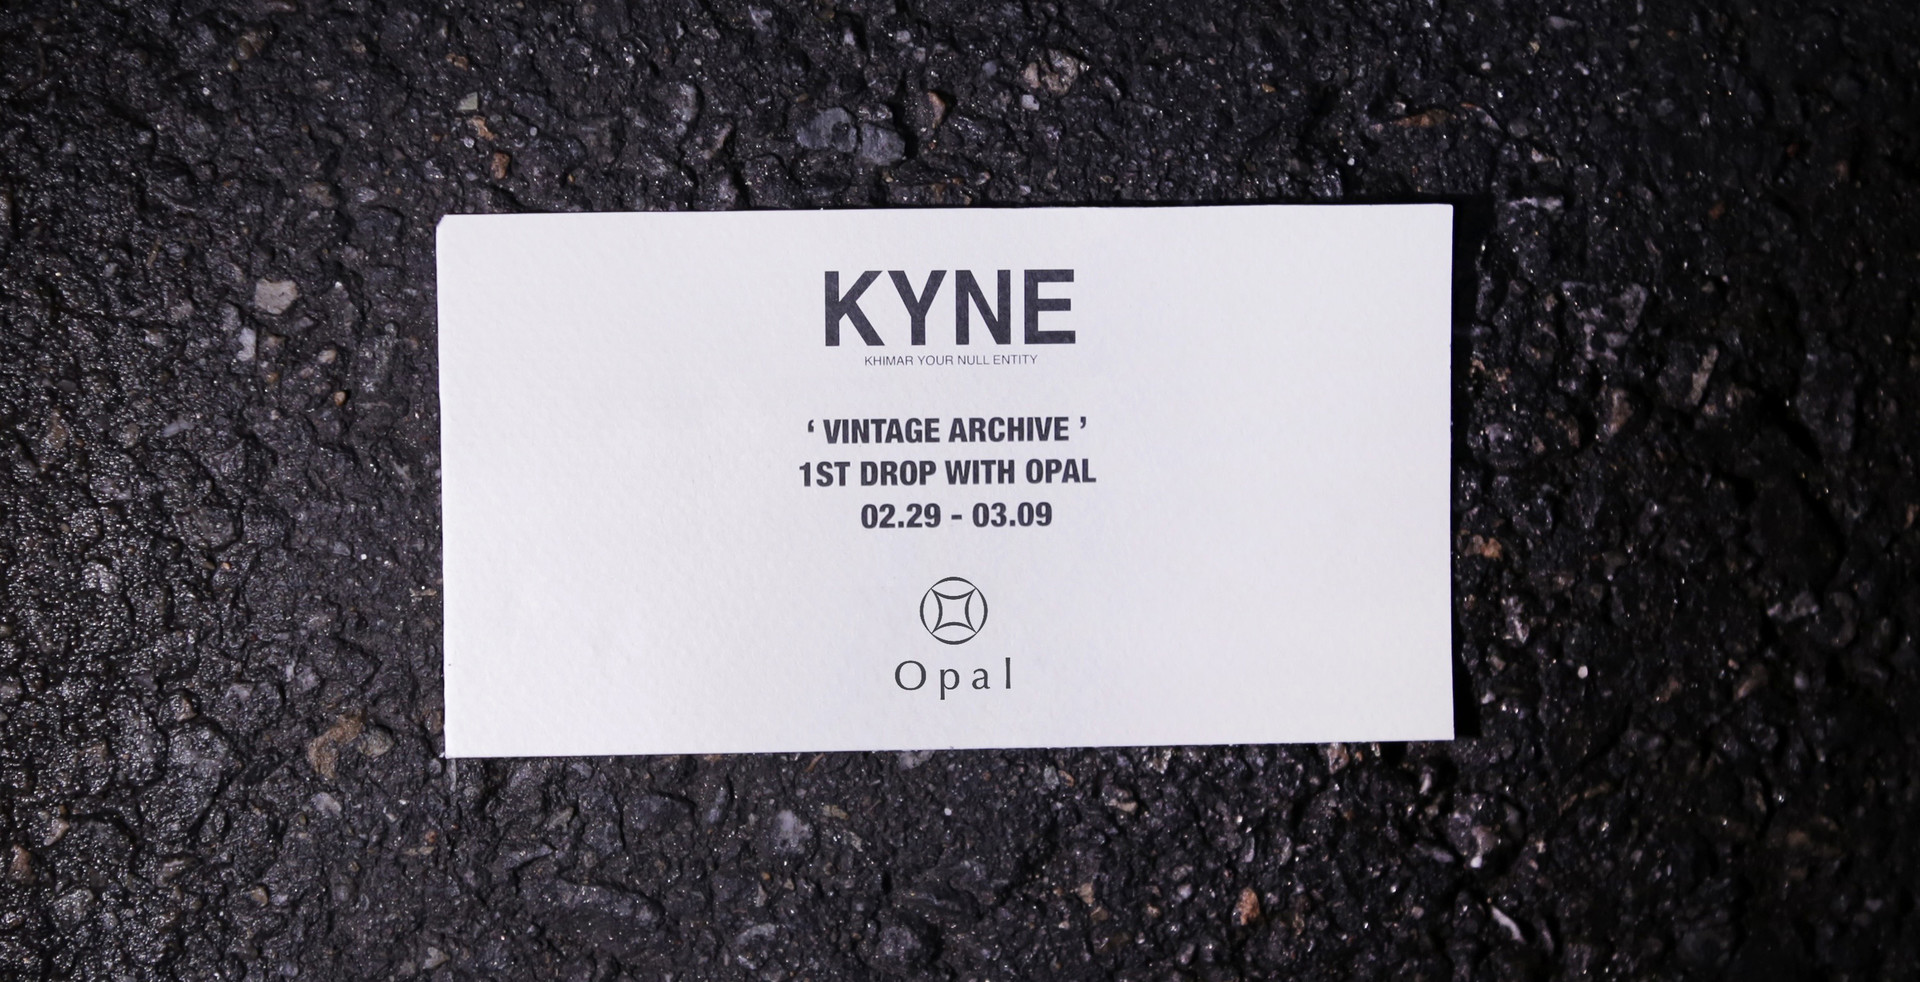 KYNE
KHIMAR YOUR NULL ENTITY
‘ VINTAGE ARCHIVE ’
1ST DROP WITH OPAL
02.29 - 03.09
Opal